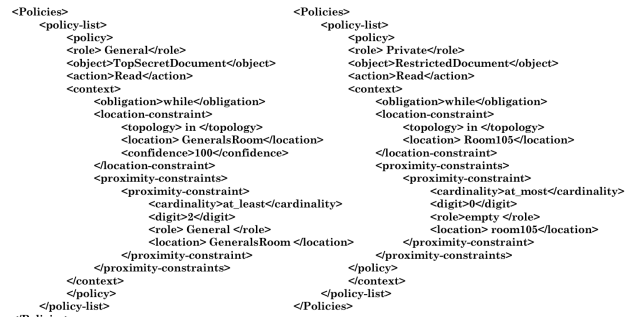 <Policies>
<policy-list>
<policy>
<role> General</role>
<object>TopSecretDocument</object>
<action>Read</action>
<context>
<obligation>while</obligation>
<location-constraint>
<topology> in </topology>
<location> GeneralsRoom</location>
<confidence>100</confidence>
</location-constraint>
<proximity-constraints>
<proximity-constraint>
<cardinality>at_least</cardinality>
<digit>2</digit>
<role> General </role>
<location> GeneralsRoom </location>
</proximity-constraint>
</proximity-constraints>
</context>
</policy>
</policy-list>
<Policies>
<policy-list>
<policy>
<role> Private</role>
<object>RestrictedDocument</object>
<action>Read</action>
<context>
<obligation>while</obligation>
<location-constraint>
<topology> in </topology>
<location> Room105</location>
</location-constraint>
<proximity-constraints>
<proximity-constraint>
<cardinality>at_most</cardinality>
<digit>0</digit>
<role>empty </role>
<location> room105</location>
</proximity-constraint>
</proximity-constraints>
</policy>
</context>
</policy-list>
</Policies>